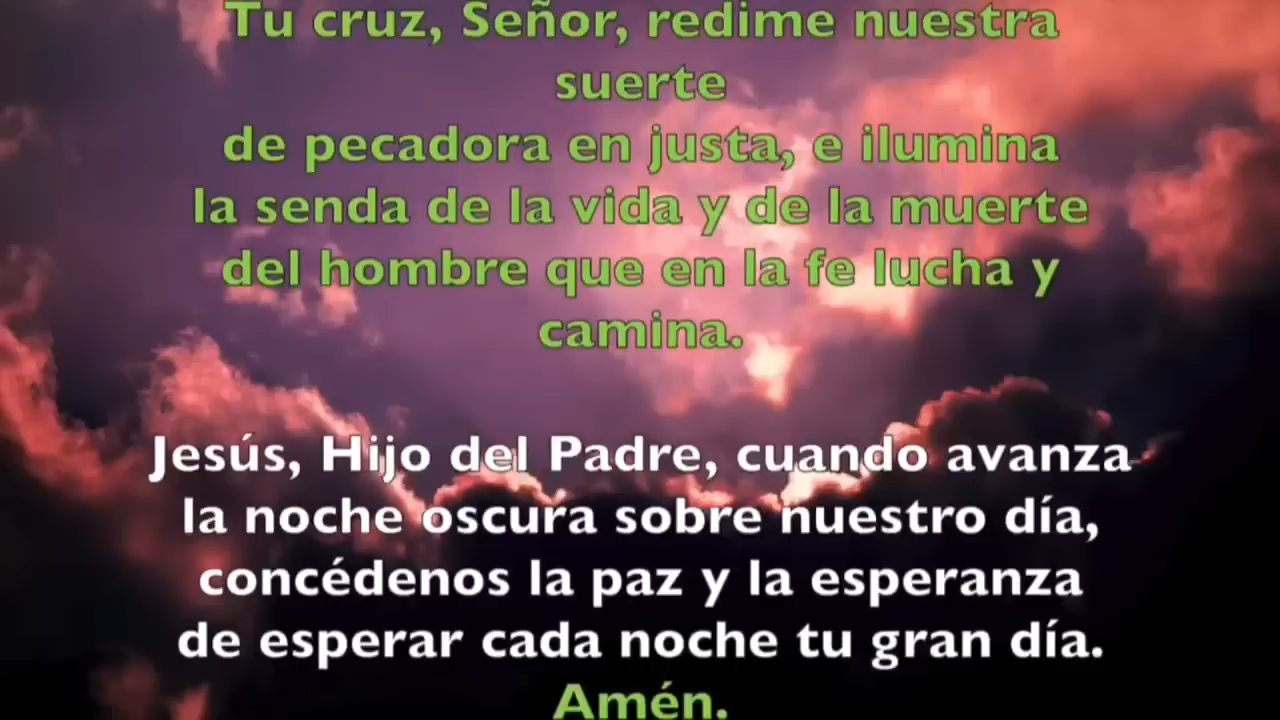 Tu cruz, Señor, redime nuestra
suerte
de pecadora en justa, e ilumina
la senda de la vida y de la muerte
del hombre que en la fe lucha y
camina.
Jesús, Hijo del Padre, cuando avanza
la noche oscura sobre nuestro día,
concédenos la paz y la esperanza
de esperar cada noche tu gran día.
Amén.